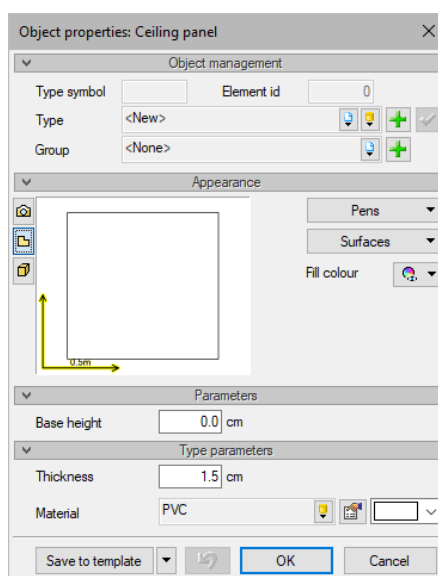 Object properties: Ceiling panel
Object management
Type symbol Element id 0
Type <New>
Group <None>
Appearance
Pens
Surfaces
Fill colour
0.5m
Parameters
Base height 0.0 cm
Type parameters
Thickness 1.5 cm
Material PVC
Save to template OK Cancel